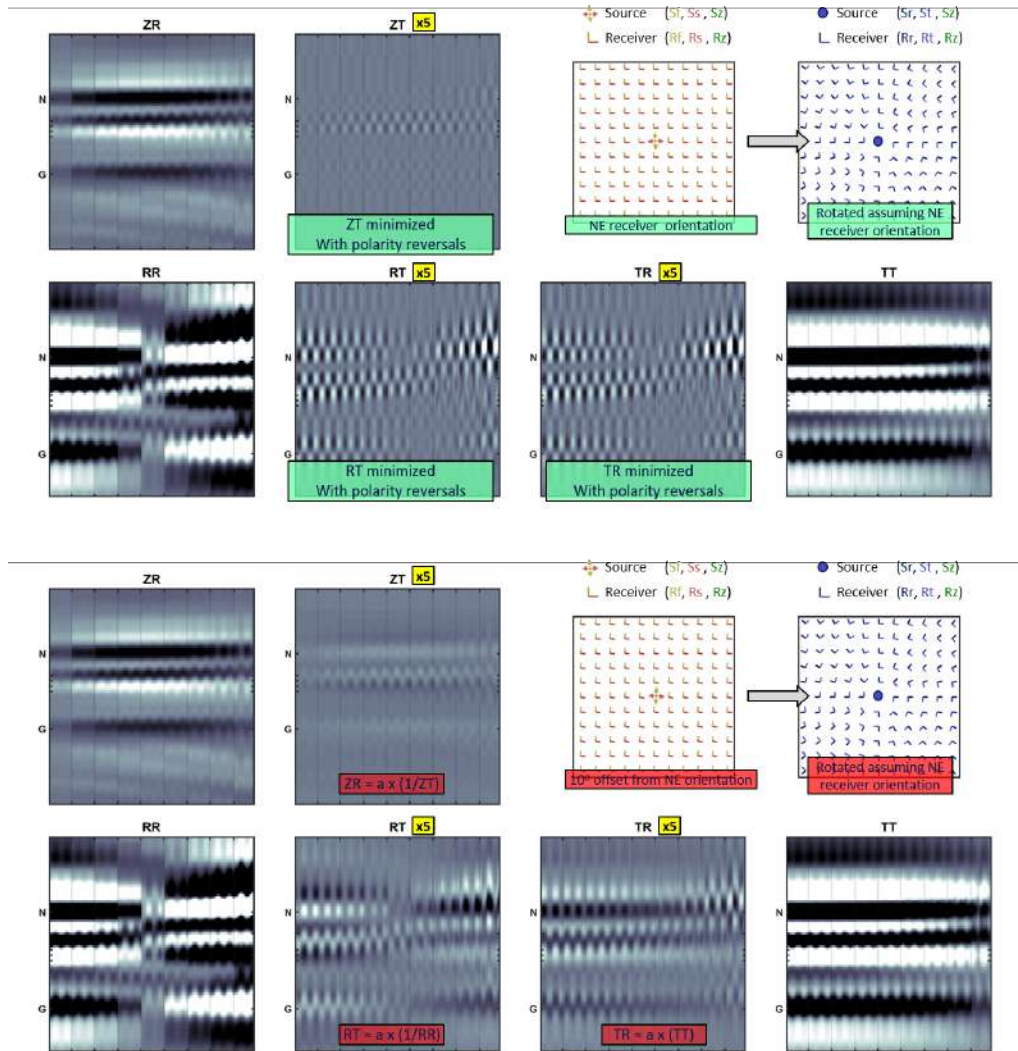 ZR
ZT x5
Source (Sf, Ss, Sz)
Receiver (Rf, Rs, Rz)
Source (Sr, St, Sz)
Receiver (Rr, Rt, Rz)
N
G
N
G
ZT minimized
With polarity reversals
NE receiver orientation
Rotated assuming NE
receiver orientation
RR
RT x5
TR x5
TT
N
G
N
G
N
G
N
G
RT minimized
With polarity reversals
TR minimized
With polarity reversals
ZR
ZT x5
Source (Sf, Ss, Sz)
Receiver (Rf, Rs, Rz)
Source (Sr, St, Sz)
Receiver (Rr, Rt, Rz)
N
G
N
G
ZR = a x (1/ZT)
10º offset from NE orientation
Rotated assuming NE
receiver orientation
RR
RT x5
TR x5
TT
N
G
N
G
N
G
N
G
RT = a x (1/RR)
TR = a x (TT)